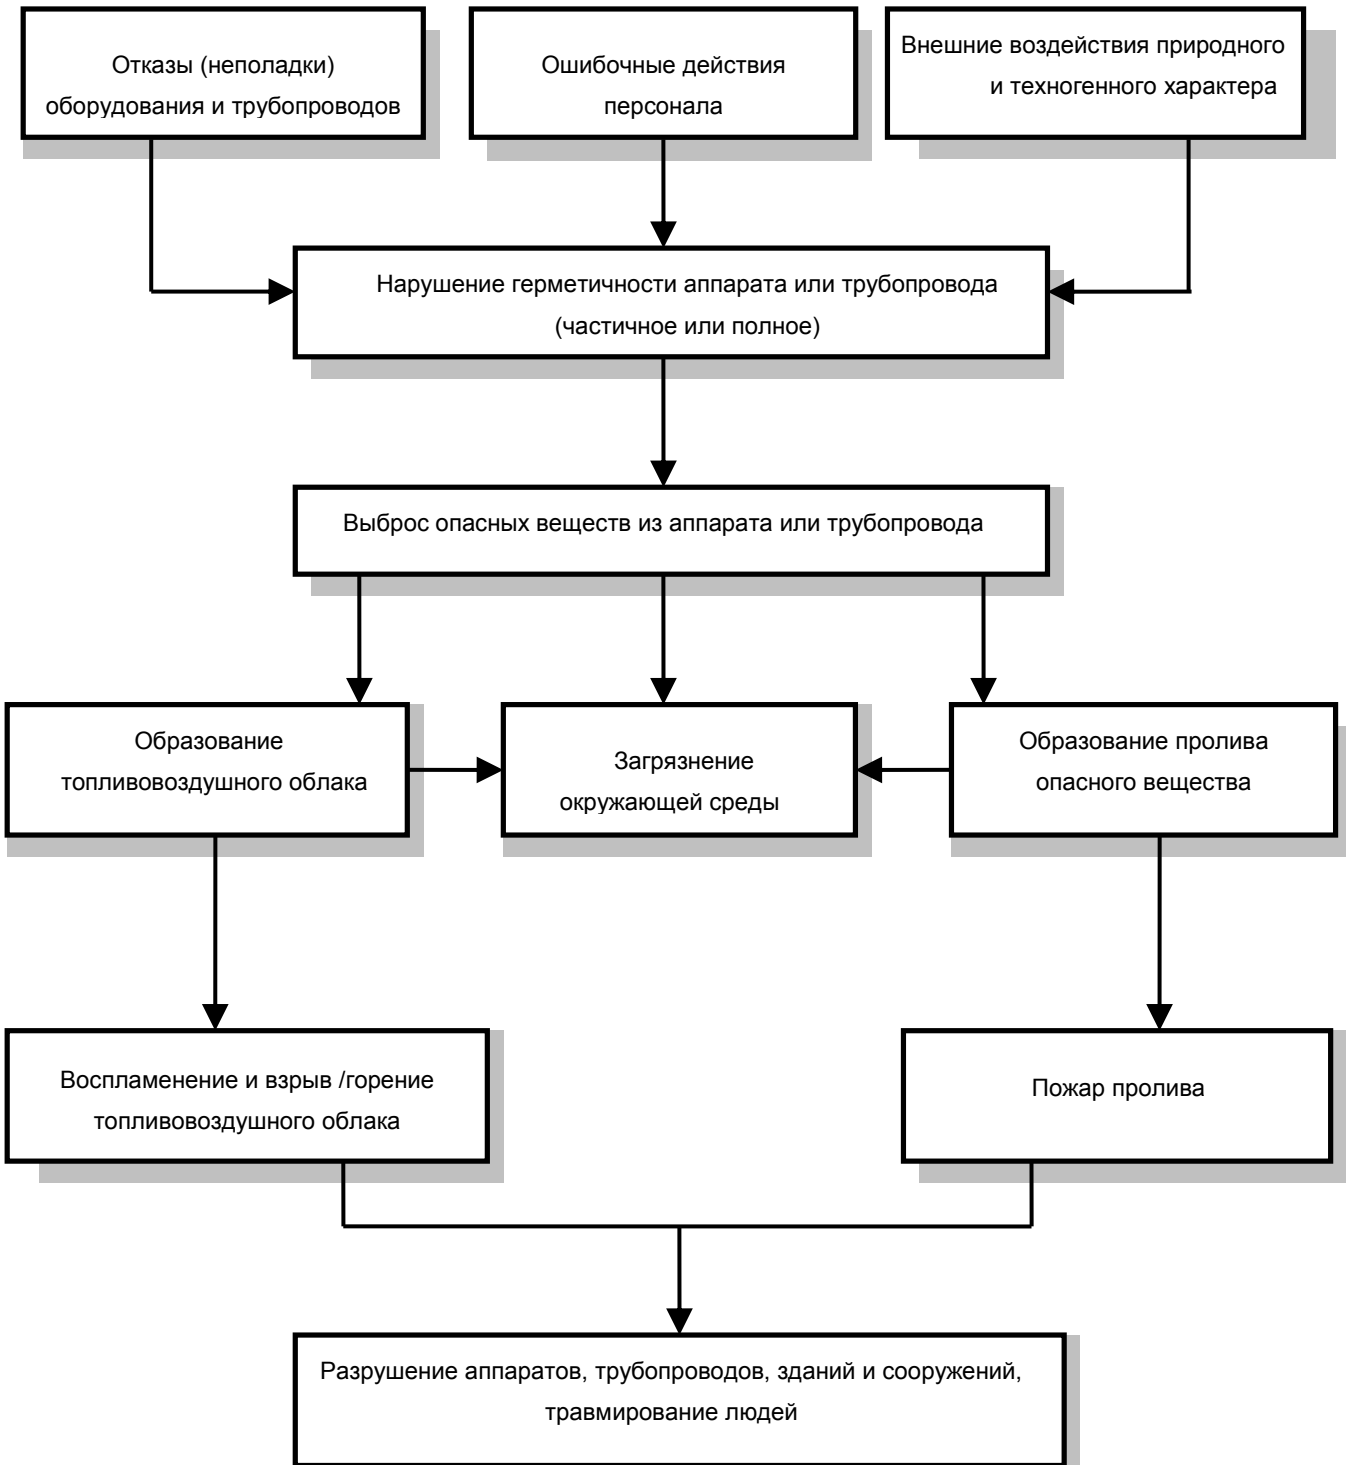 Отказы (неполадки)
оборудования и трубопроводов
Ошибочные действия
персонала
Внешние воздействия природного
и техногенного характера
Нарушение герметичности аппарата или трубопровода
(частичное или полное)
Выброс опасных веществ из аппарата или трубопровода
Образование
топливовоздушного облака
Загрязнение
окружающей среды
Образование пролива
опасного вещества
Воспламенение и взрыв /горение
топливовоздушного облака
Пожар пролива
Разрушение аппаратов, трубопроводов, зданий и сооружений,
травмирование людей